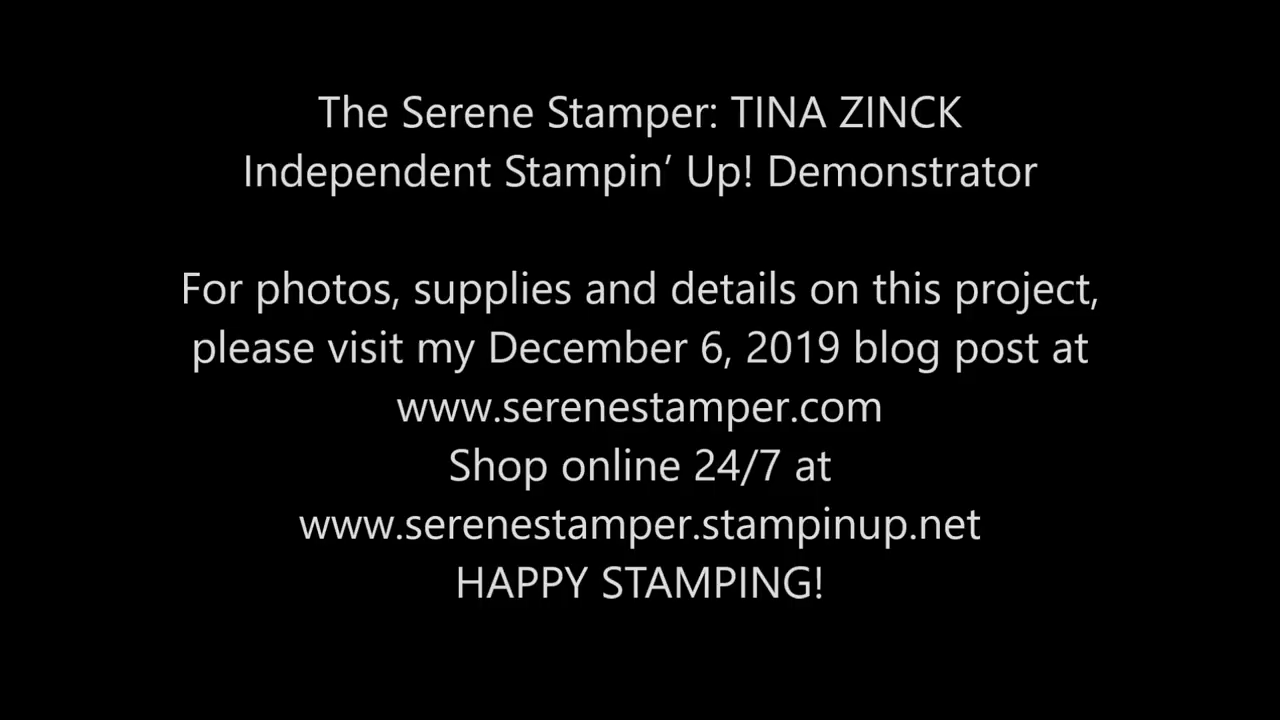 The Serene Stamper: TINA ZINCK
Independent Stampin’ Up! Demonstrator
For photos, supplies and details on this project,
please visit my December 6, 2019 blog post at
www.serenestamper.com
Shop online 24/7 at
www.serenestamper.stampinup.net
HAPPY STAMPING!